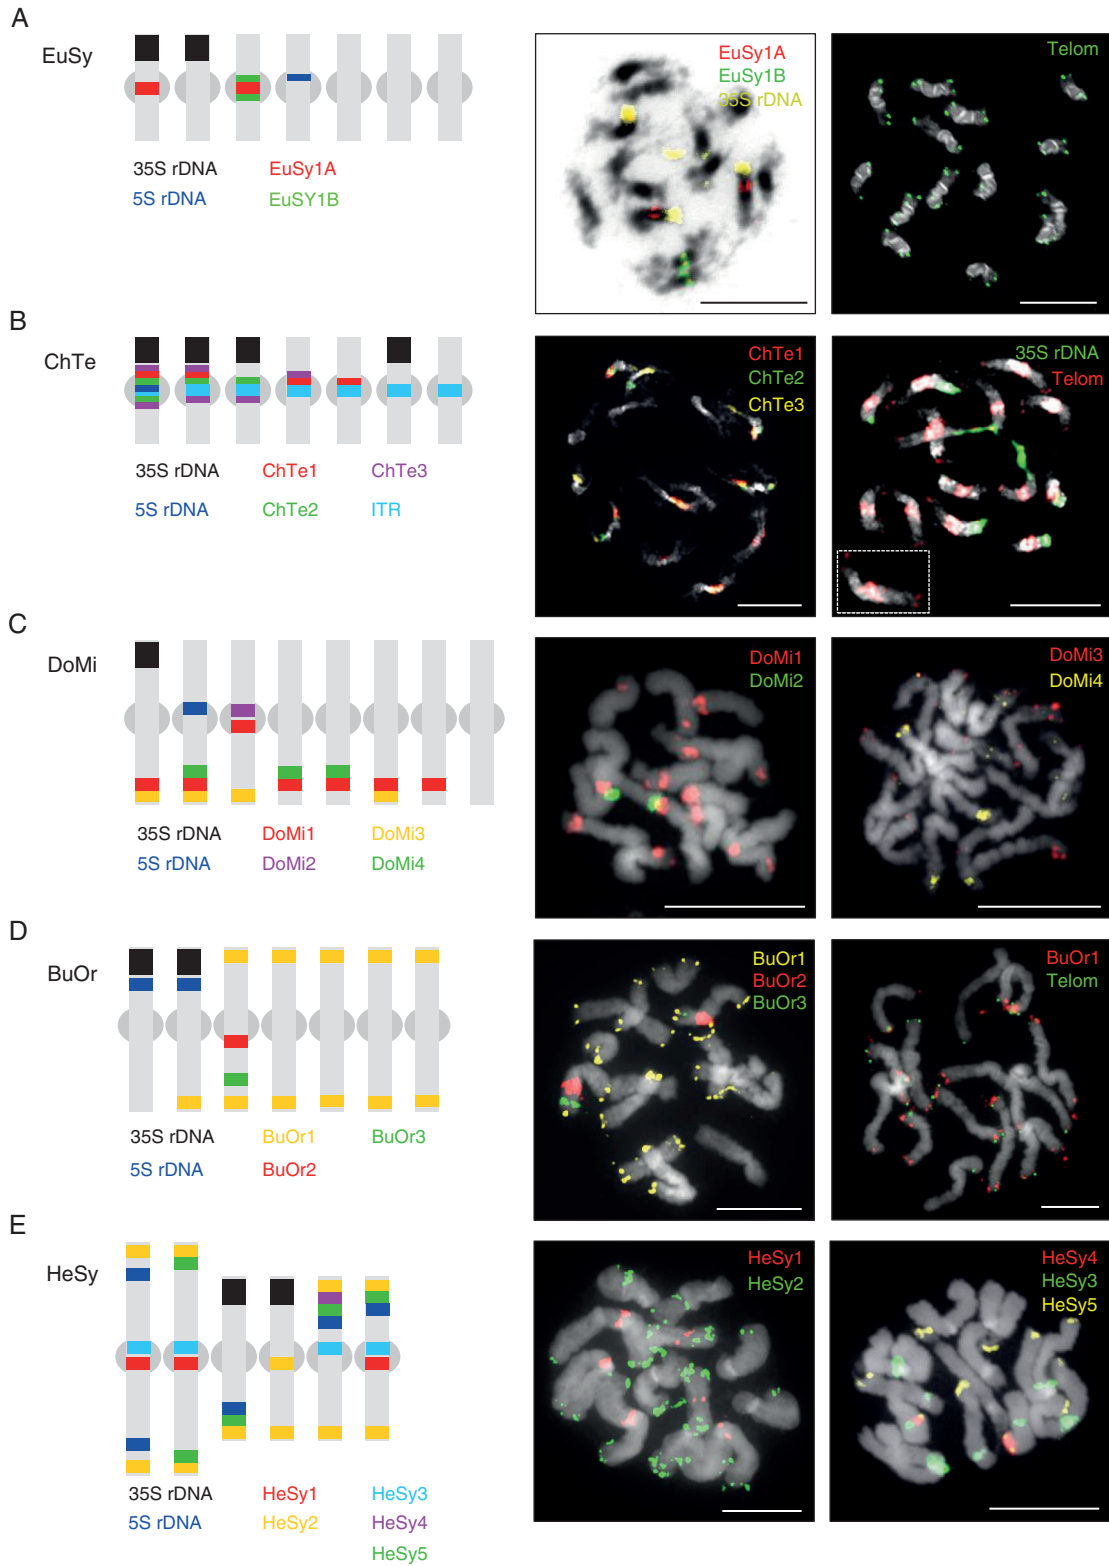 A
EuSy
35S rDNA
EuSy1A
5S rDNA
EuSY1B
EuSy1A
EuSy1B
35S rDNA
Telom
B
ChTe
35S rDNA
ChTe1
ChTe3
5S rDNA
ChTe2
ITR
ChTe1
ChTe2
ChTe3
35S rDNA
Telom
C
DoMi
35S rDNA
DoMi1
DoMi3
5S rDNA
DoMi2
DoMi4
DoMi1
DoMi2
DoMi3
DoMi4
D
BuOr
35S rDNA
BuOr1
BuOr3
5S rDNA
BuOr2
BuOr1
BuOr2
BuOr3
BuOr1
Telom
E
HeSy
35S rDNA
HeSy1
HeSy3
5S rDNA
HeSy2
HeSy4
HeSy5
HeSy1
HeSy2
HeSy4
HeSy3
HeSy5